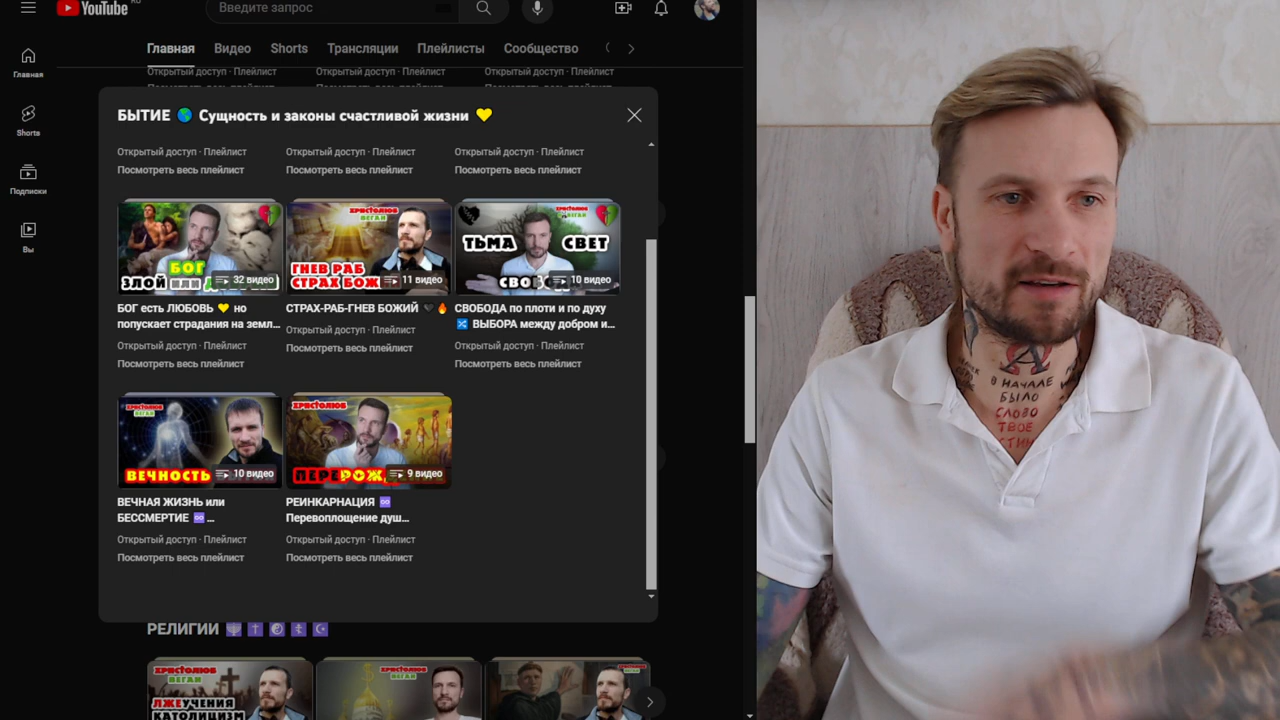 YouTube
RU
Введите запрос
Главная
Видео
Shorts
Трансляции
Плейлисты
Сообщество
Главная
Shorts
Подписки
Вы
Открытый доступ · Плейлист
Открытый доступ · Плейлист
Открытый доступ · Плейлист
БЫТИЕ 🌎 Сущность и законы счастливой жизни 💛
Открытый доступ · Плейлист
Посмотреть весь плейлист
Открытый доступ · Плейлист
Посмотреть весь плейлист
Открытый доступ · Плейлист
Посмотреть весь плейлист
БОГ
ЗЛОЙ ИЛИ
32 видео
БОГ есть ЛЮБОВЬ 💛 но
попускает страдания на земл...
Открытый доступ · Плейлист
Посмотреть весь плейлист
ХРИСТОЛЮБ
ВЕГАН
ГНЕВ РАБ
СТРАХ БОЖ
11 видео
СТРАХ-РАБ-ГНЕВ БОЖИЙ 🖤🔥
Открытый доступ · Плейлист
Посмотреть весь плейлист
ХРИСТОЛЮБ
ВЕГАН
ТЬМА СВЕТ
10 видео
СВОБОДА по плоти и по духу
🔀 ВЫБОРА между добром и...
Открытый доступ · Плейлист
Посмотреть весь плейлист
ХРИСТОЛЮБ
ВЕГАН
ВЕЧНОСТЬ
10 видео
ВЕЧНАЯ ЖИЗНЬ или
БЕССМЕРТИЕ ♾️ ...
Открытый доступ · Плейлист
Посмотреть весь плейлист
ХРИСТОЛЮБ
ВЕГАН
ПЕРЕРОЖ
9 видео
РЕИНКАРНАЦИЯ ♾️
Перевоплощение душ...
Открытый доступ · Плейлист
Посмотреть весь плейлист
РЕЛИГИИ 🕎✝️☯️☦️☪️
ХРИСТОЛЮБ
ВЕГАН
ЛЖЕУЧЕНИЯ
КАТОЛИЦИЗМ
ХРИСТОЛЮБ
ВЕГАН
В НАЧАЛЕ
БЫЛО
СЛОВО
ТВОЕ